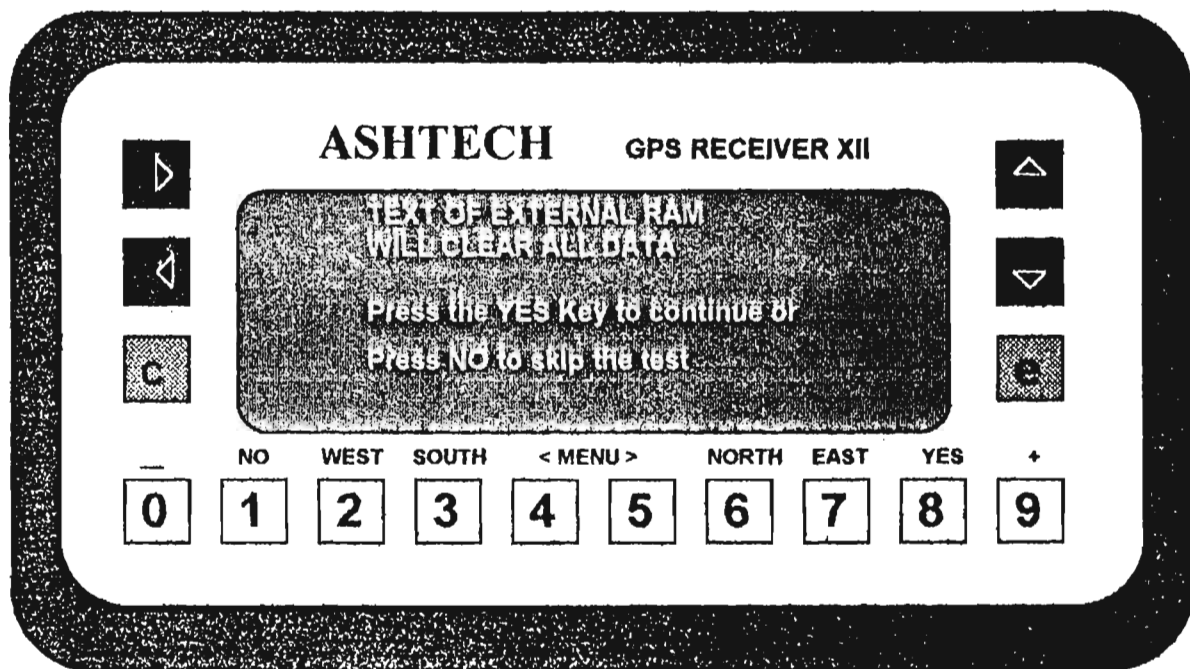 ASHTECH GPS RECEIVER XII
TEXT OF EXTERNAL RAM
WILL CLEAR ALL DATA
Press the YES Key to continue or
Press NO to skip the test
c
e
— NO WEST SOUTH < MENU > NORTH EAST YES +
0 1 2 3 4 5 6 7 8 9